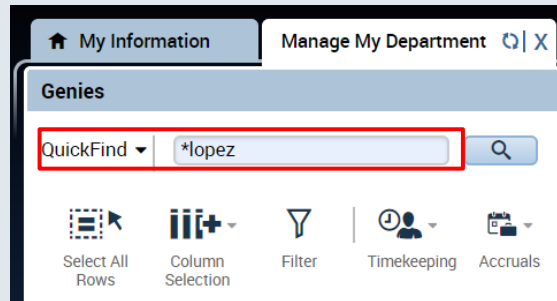 My Information
Manage My Department X
Genies
QuickFind *lopez
Select All Rows
Column Selection
Filter
Timekeeping
Accruals